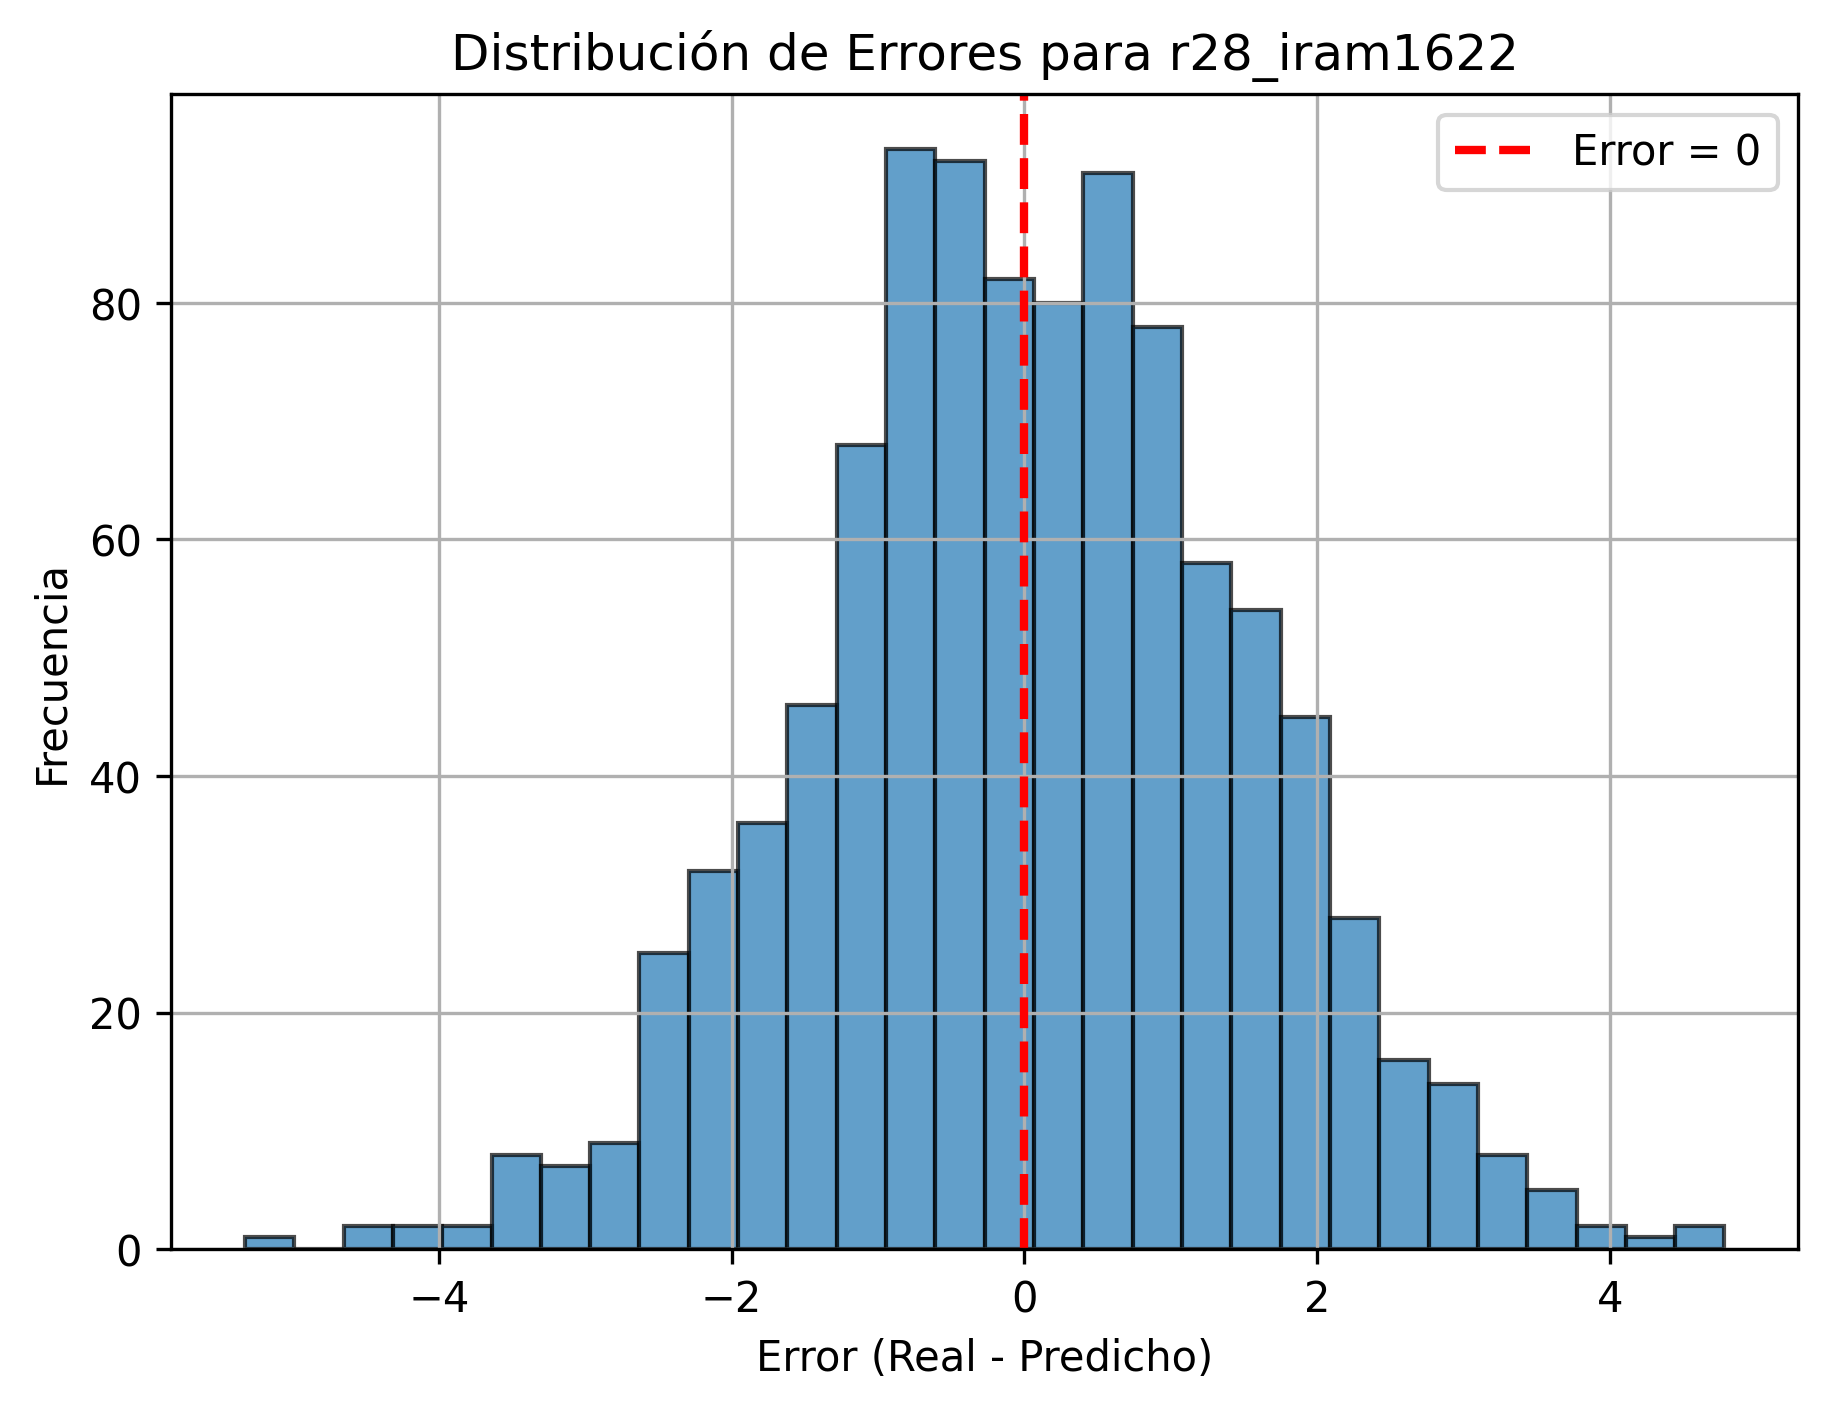 Distribución de Errores para r28_iram1622
Error = 0
Frecuencia
80
60
40
20
0
−4
−2
0
2
4
Error (Real - Predicho)